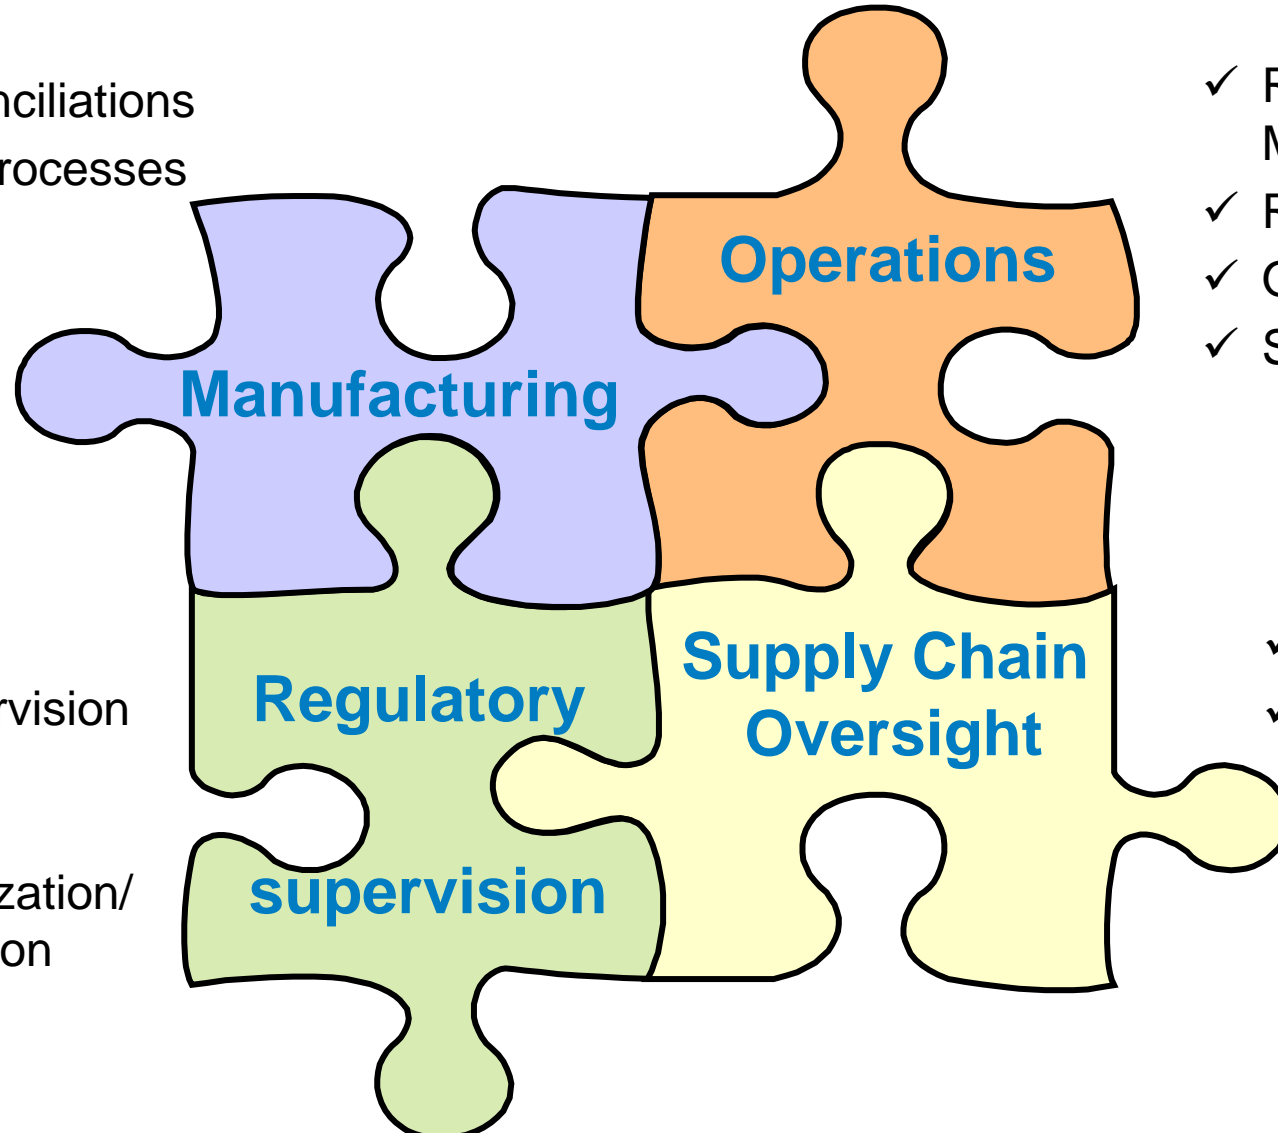 nciliations
rocesses
Operations
Manufacturing
Regulatory
supervision
Supply Chain
Oversight
rvision
zation/
on
✓ F
M
✓ F
✓
✓ S